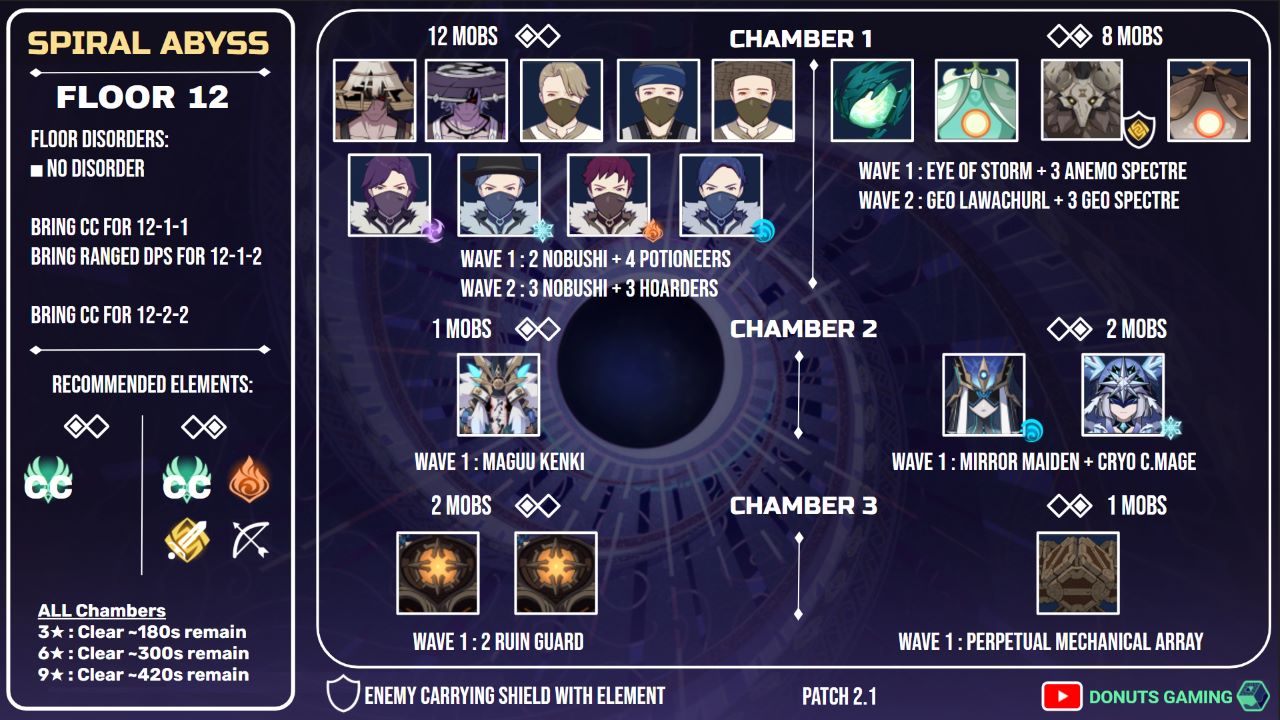 SPIRAL ABYSS
FLOOR 12
FLOOR DISORDERS:
NO DISORDER
BRING CC FOR 12-1-1
BRING RANGED DPS FOR 12-1-2
BRING CC FOR 12-2-2
RECOMMENDED ELEMENTS:
CC
CC
ALL Chambers
3★ : Clear ~180s remain
6★ : Clear ~300s remain
9★ : Clear ~420s remain
12 MOBS
CHAMBER 1
8 MOBS
WAVE 1 : 2 NOBUSHI + 4 POTIONEERS
WAVE 2 : 3 NOBUSHI + 3 HOARDERS
WAVE 1 : EYE OF STORM + 3 ANEMO SPECTRE
WAVE 2 : GEO LAWACHURL + 3 GEO SPECTRE
1 MOBS
CHAMBER 2
2 MOBS
WAVE 1 : MAGUU KENKI
WAVE 1 : MIRROR MAIDEN + CRYO C.MAGE
2 MOBS
CHAMBER 3
1 MOBS
WAVE 1 : 2 RUIN GUARD
WAVE 1 : PERPETUAL MECHANICAL ARRAY
ENEMY CARRYING SHIELD WITH ELEMENT
PATCH 2.1
DONUTS GAMING